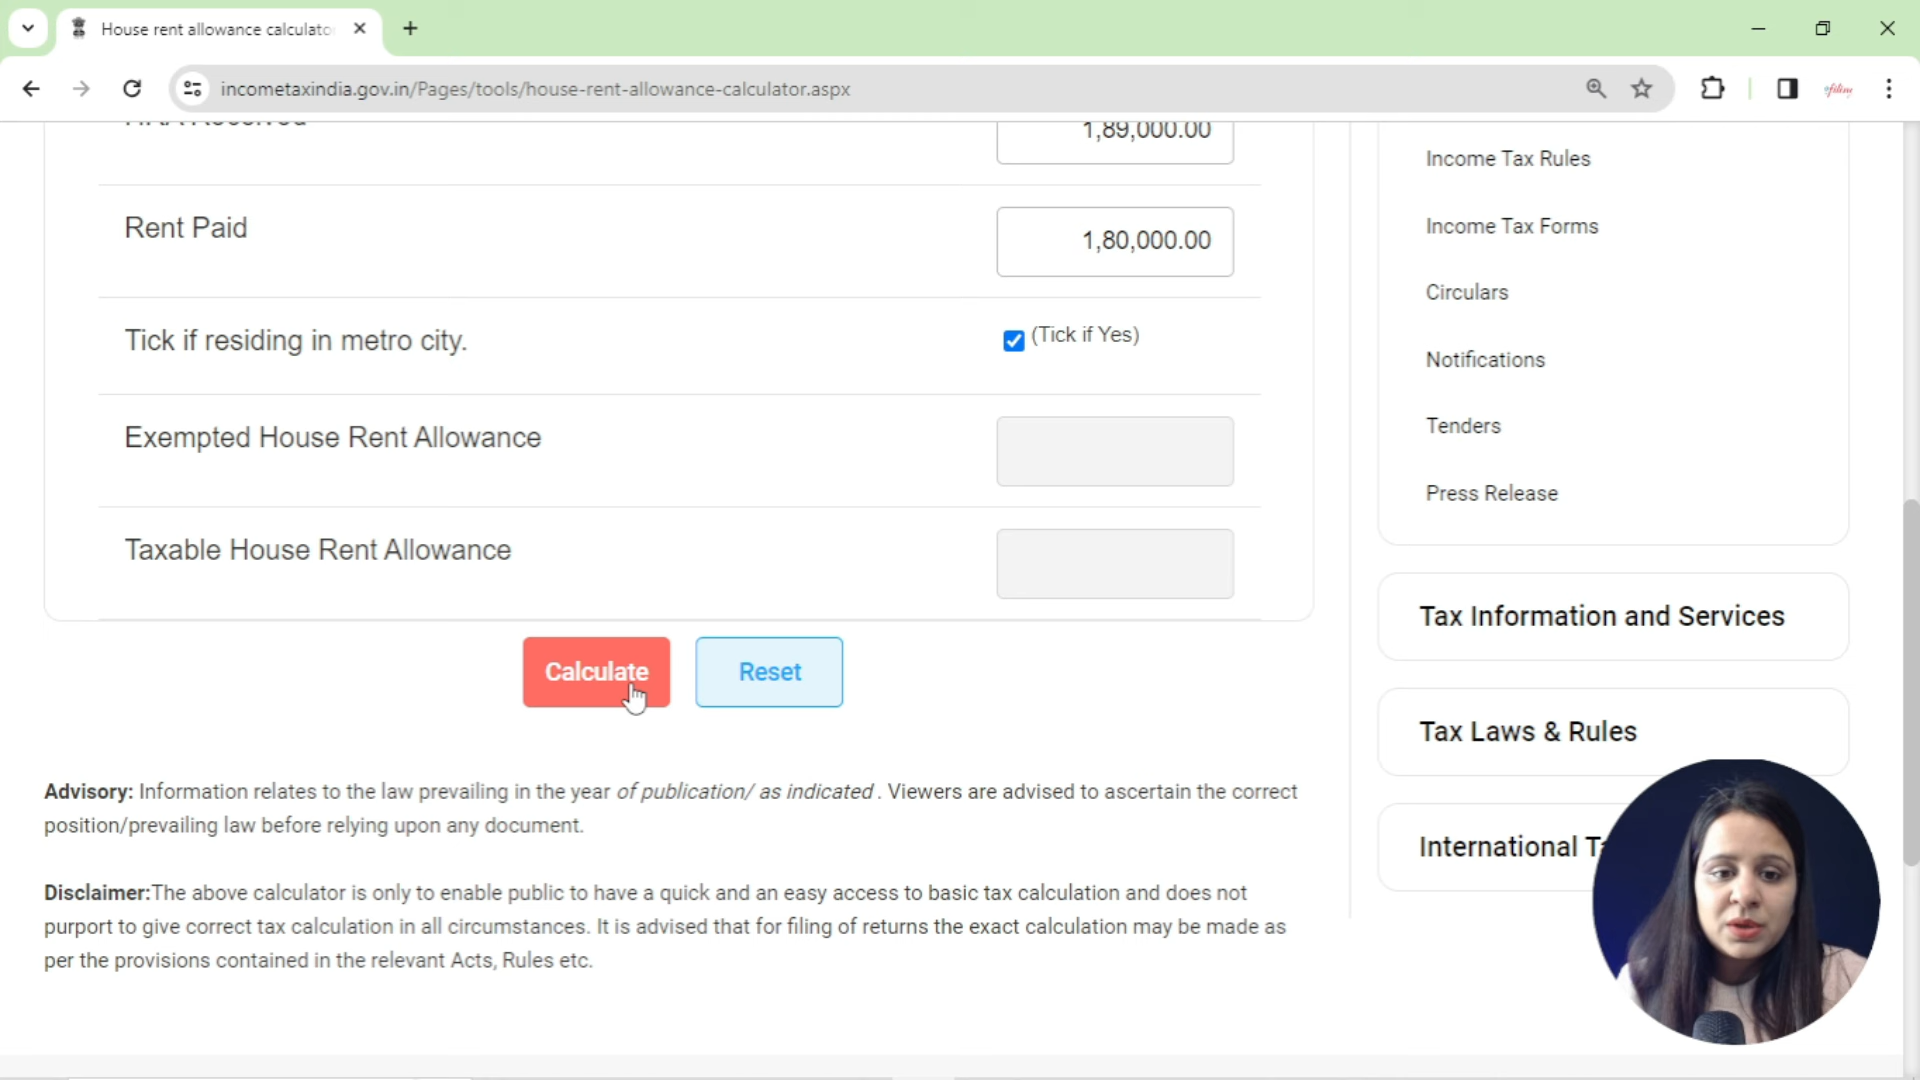 House rent allowance calculato
incometaxindia.gov.in/Pages/tools/house-rent-allowance-calculator.aspx
efiling
HRA Received
1,89,000.00
Rent Paid
1,80,000.00
Tick if residing in metro city.
(Tick if Yes)
Exempted House Rent Allowance
Taxable House Rent Allowance
Calculate
Reset
Advisory: Information relates to the law prevailing in the year of publication/ as indicated . Viewers are advised to ascertain the correct
position/prevailing law before relying upon any document.
Disclaimer:The above calculator is only to enable public to have a quick and an easy access to basic tax calculation and does not
purport to give correct tax calculation in all circumstances. It is advised that for filing of returns the exact calculation may be made as
per the provisions contained in the relevant Acts, Rules etc.
Income Tax Rules
Income Tax Forms
Circulars
Notifications
Tenders
Press Release
Tax Information and Services
Tax Laws & Rules
International Ta